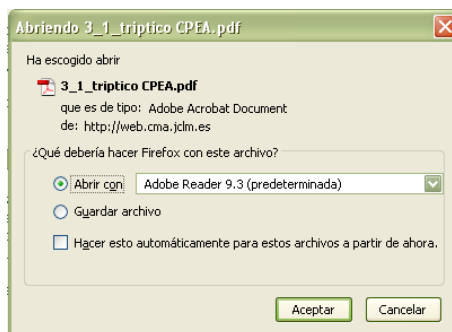 Abriendo 3_1_triptico CPEA.pdf
Ha escogido abrir
3_1_triptico CPEA.pdf
que es de tipo: Adobe Acrobat Document
de: http://web.cma.jclm.es
¿Qué debería hacer Firefox con este archivo?
Abrir con Adobe Reader 9.3 (predeterminada)
Guardar archivo
Hacer esto automáticamente para estos archivos a partir de ahora.
Aceptar Cancelar